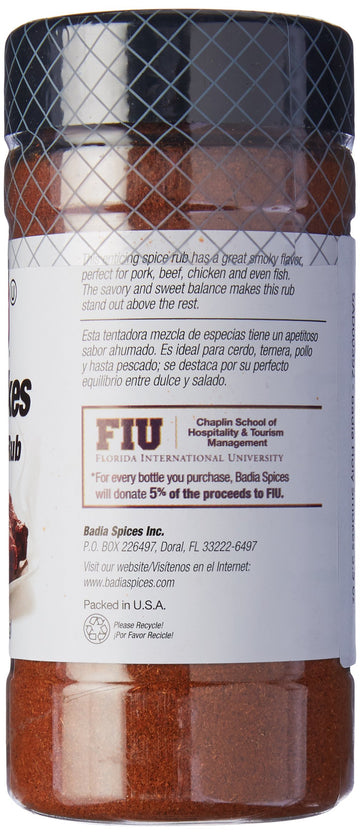 ®
kes
Rub
This enticing spice rub has a great smoky flavor,
perfect for pork, beef, chicken and even fish.
The savory and sweet balance makes this rub
stand out above the rest.
Esta tentadora mezcla de especias tiene un apetitoso
sabor ahumado. Es ideal para cerdo, ternera, pollo
y hasta pescado; se destaca por su perfecto
equilibrio entre dulce y salado.
FIU
Chaplin School of
Hospitality & Tourism
Management
FLORIDA INTERNATIONAL UNIVERSITY
*For every bottle you purchase, Badia Spices
will donate 5% of the proceeds to FIU.
Badia Spices Inc.
P.O. BOX 226497, Doral, FL 33222-6497
Visit our website/Visítenos en el Internet:
www.badiaspices.com
Packed in U.S.A.
Please Recycle!
¡Por Favor Recicle!